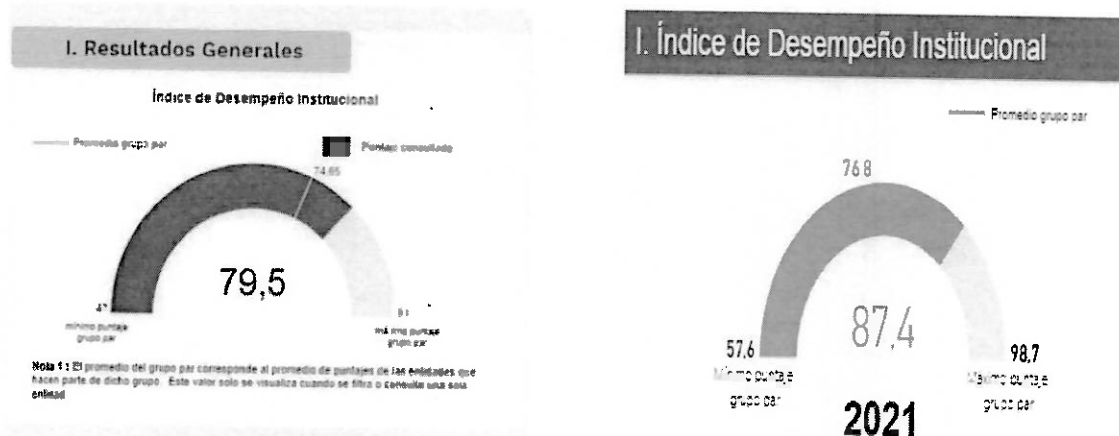 I. Resultados Generales
Índice de Desempeño Institucional
Promedio grupo par
Puntaje consultado
74,65
79,5
mínimo puntaje
grupo par
máximo puntaje
grupo par
Nota 1: El promedio del grupo par corresponde al promedio de puntajes de las entidades que
hacen parte de dicho grupo. Este valor solo se visualiza cuando se filtra o consulta una sola
entidad
I. Índice de Desempeño Institucional
Promedio grupo par
76.8
87,4
57,6
Mínimo puntaje
grupo par
98,7
Máximo puntaje
grupo par
2021